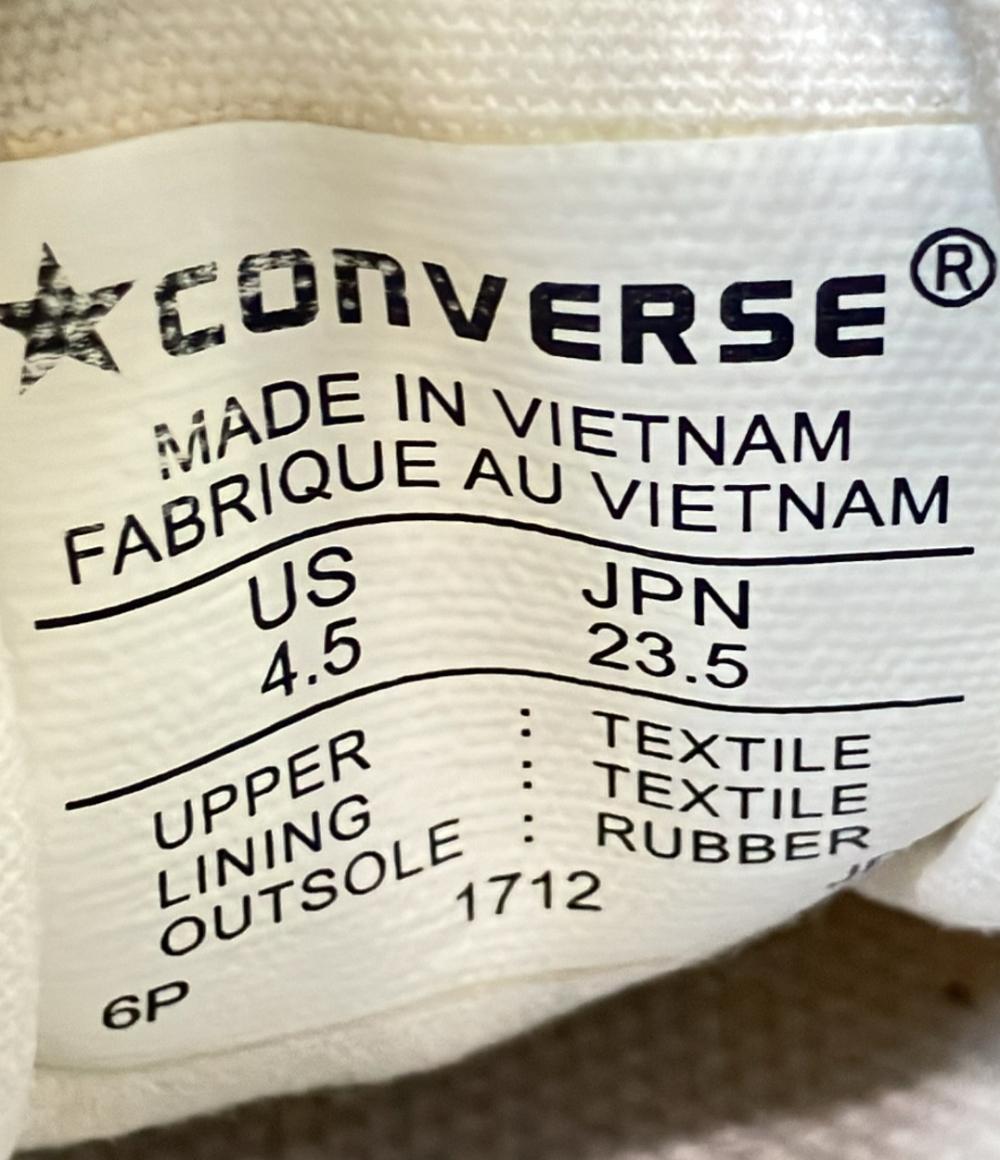 ★CONVERSE®
MADE IN VIETNAM
FABRIQUE AU VIETNAM
US JPN
4.5 23.5
UPPER : TEXTILE
LINING : TEXTILE
OUTSOLE : RUBBER
1712
6P